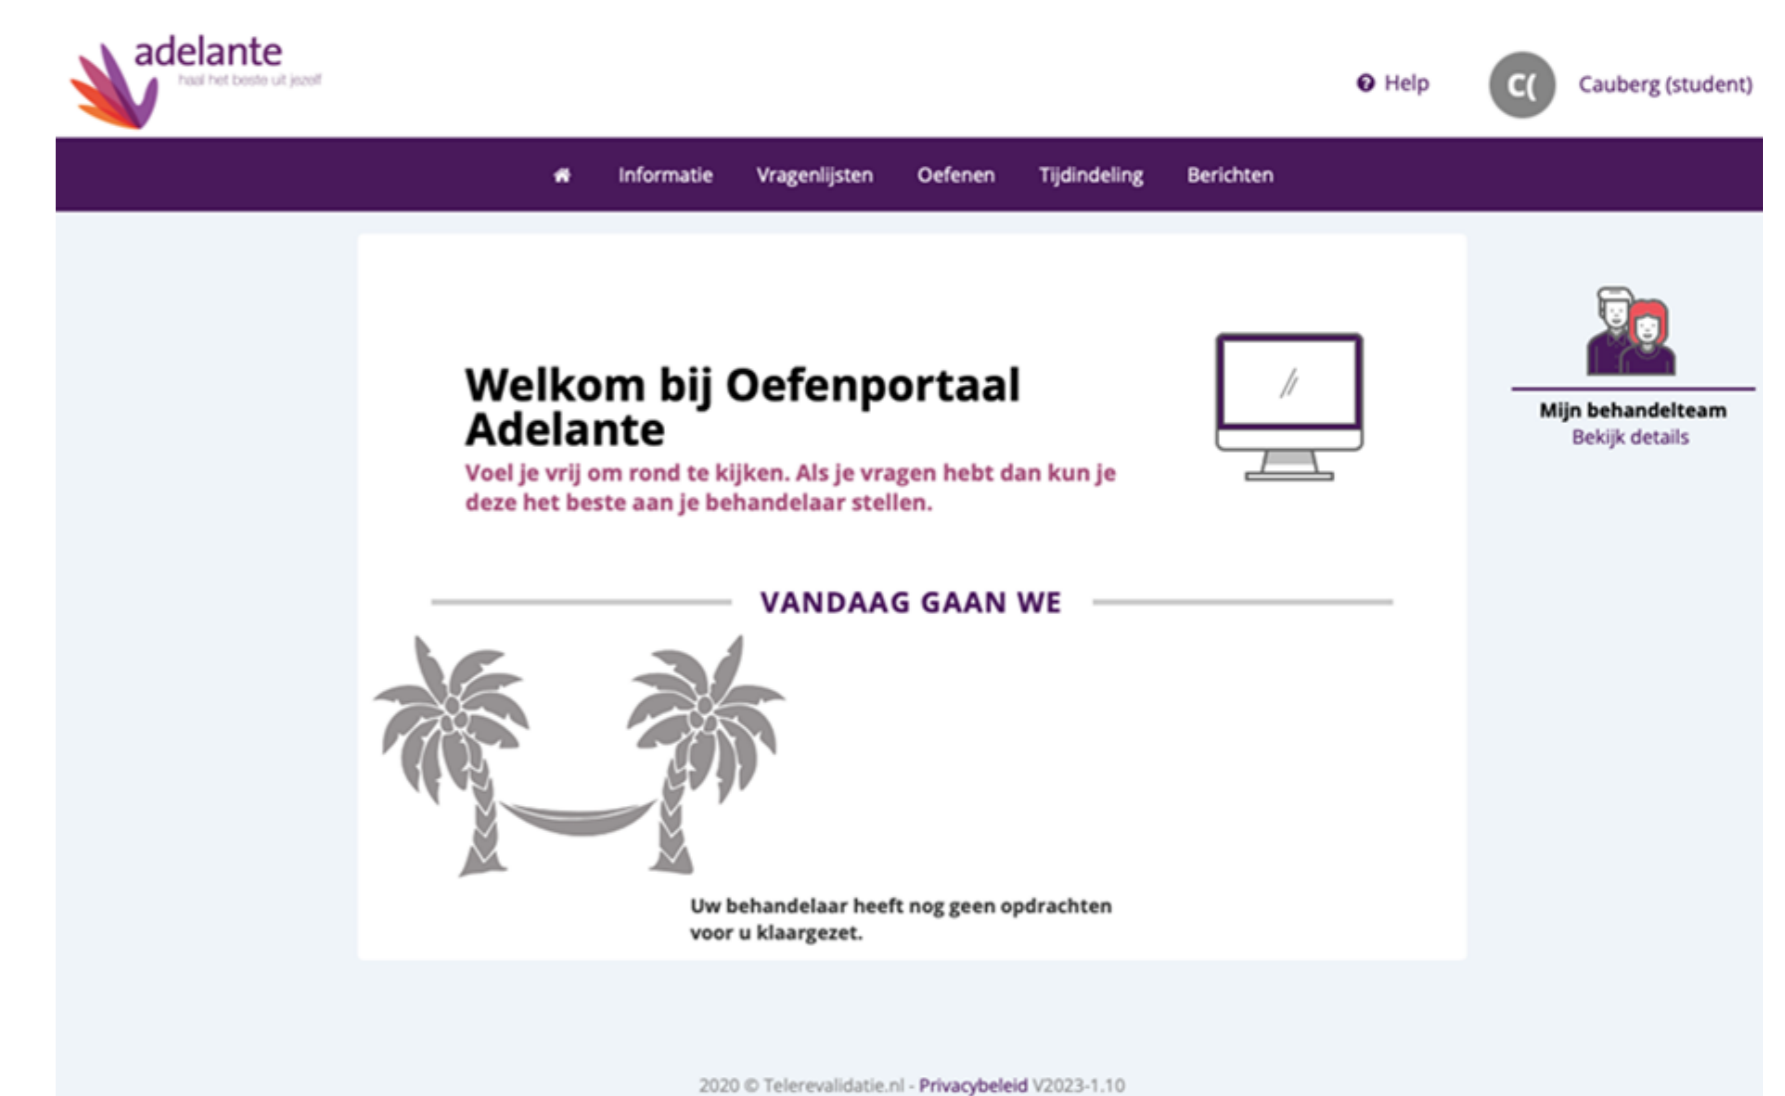 adelante
haal het beste uit jezelf
Help
C(
Cauberg (student)
Informatie
Vragenlijsten
Oefenen
Tijdindeling
Berichten
Welkom bij Oefenportaal
Adelante
Voel je vrij om rond te kijken. Als je vragen hebt dan kun je
deze het beste aan je behandelaar stellen.
Mijn behandelteam
Bekijk details
VANDAAG GAAN WE
Uw behandelaar heeft nog geen opdrachten
voor u klaargezet.
2020 © Telerevalidatie.nl - Privacybeleid V2023-1.10